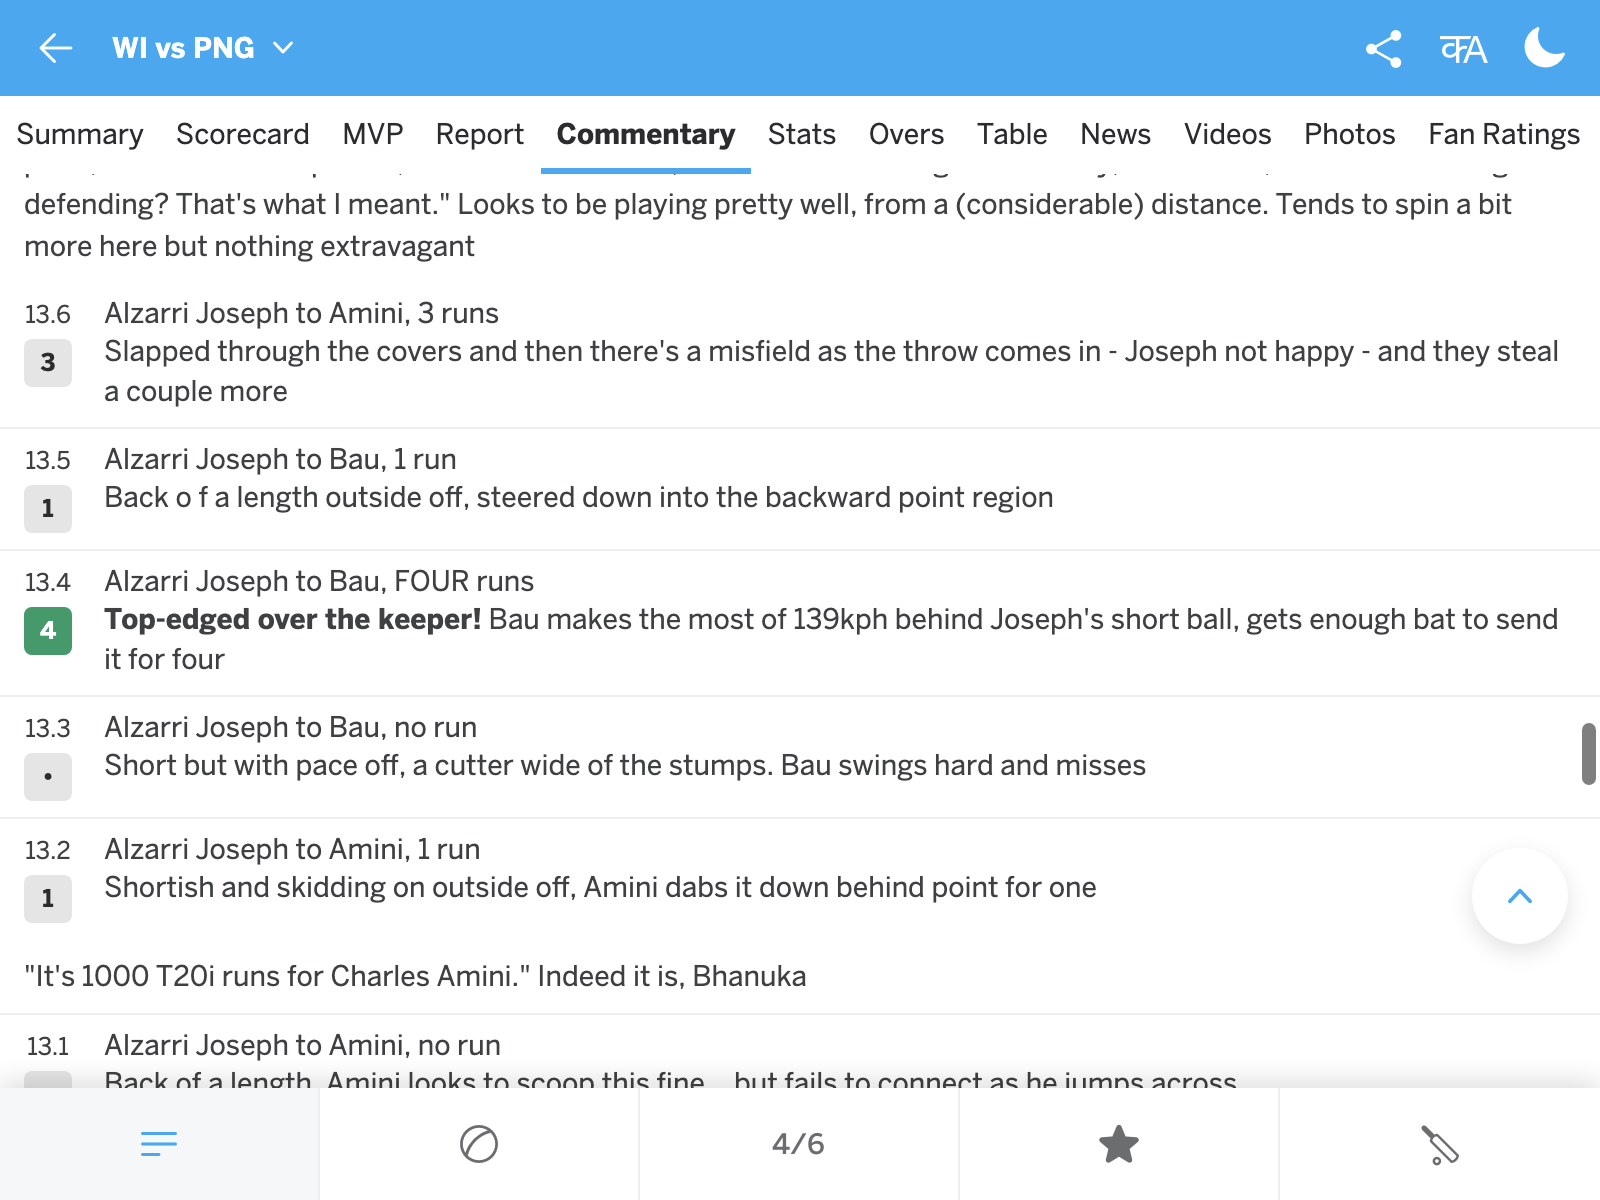 WI vs PNG
Summary Scorecard MVP Report Commentary Stats Overs Table News Videos Photos Fan Ratings
defending? That's what I meant." Looks to be playing pretty well, from a (considerable) distance. Tends to spin a bit
more here but nothing extravagant
13.6 Alzarri Joseph to Amini, 3 runs
3 Slapped through the covers and then there's a misfield as the throw comes in - Joseph not happy - and they steal
a couple more
13.5 Alzarri Joseph to Bau, 1 run
1 Back o f a length outside off, steered down into the backward point region
13.4 Alzarri Joseph to Bau, FOUR runs
4 Top-edged over the keeper! Bau makes the most of 139kph behind Joseph's short ball, gets enough bat to send
it for four
13.3 Alzarri Joseph to Bau, no run
• Short but with pace off, a cutter wide of the stumps. Bau swings hard and misses
13.2 Alzarri Joseph to Amini, 1 run
1 Shortish and skidding on outside off, Amini dabs it down behind point for one
"It's 1000 T20i runs for Charles Amini." Indeed it is, Bhanuka
13.1 Alzarri Joseph to Amini, no run
Back of a length, Amini looks to scoop this fine... but fails to connect as he jumps across
4/6